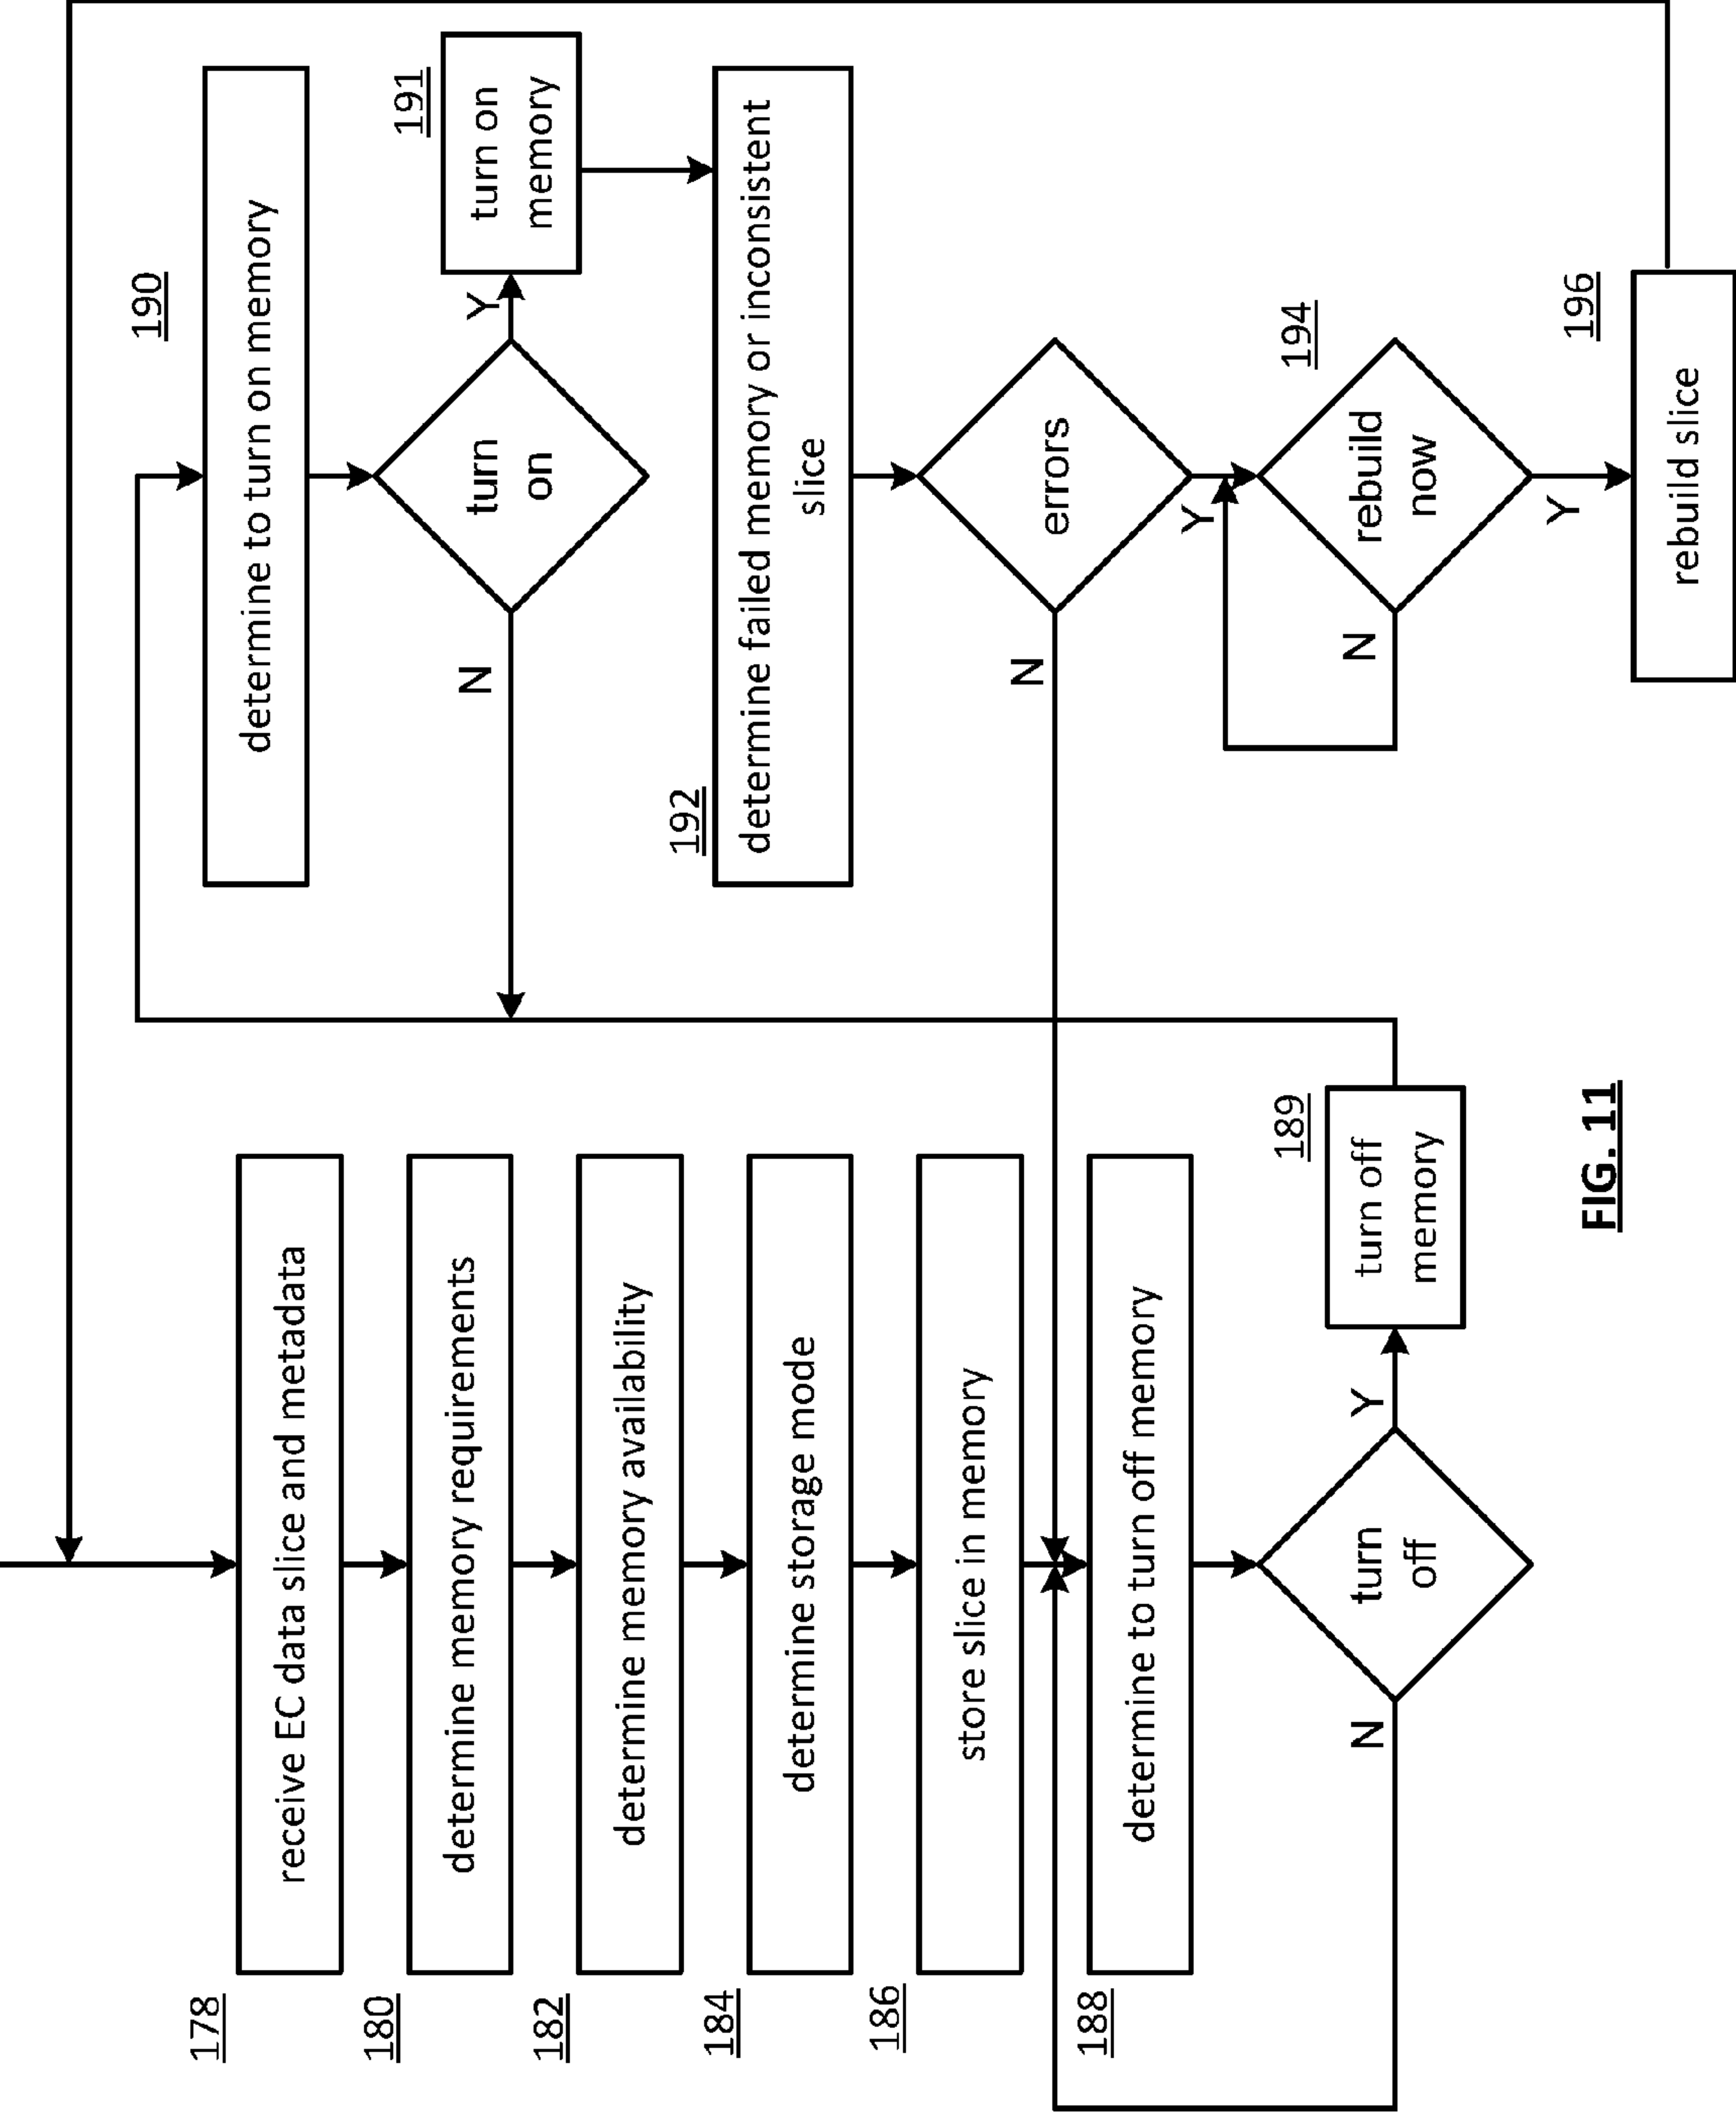 178
receive EC data slice and metadata
180
determine memory requirements
182
determine memory availability
184
determine storage mode
186
store slice in memory
188
determine to turn off memory
turn
off
N
Y
189
turn off
memory
190
determine to turn on memory
turn
on
N
Y
191
turn on
memory
192
determine failed memory or inconsistent
slice
errors
N
Y
194
rebuild
now
N
Y
196
rebuild slice
FIG. 11